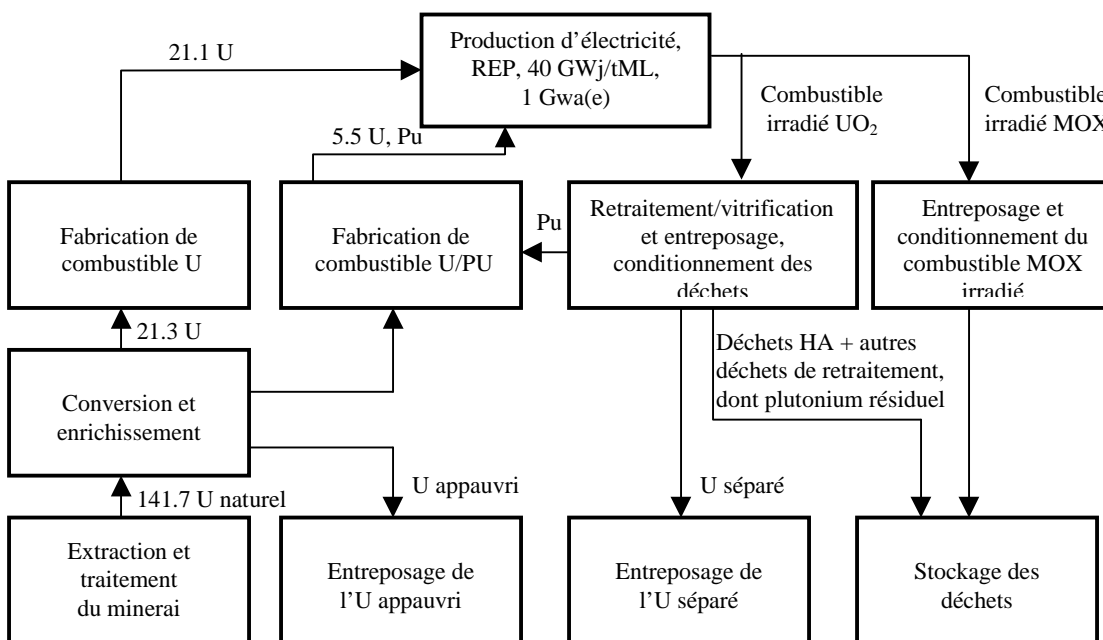 21.1 U
Production d’électricité,
REP, 40 GWj/tML,
1 Gwa(e)
Combustible
irradié UO2
Combustible
irradié MOX
5.5 U, Pu
Fabrication de
combustible U
Fabrication de
combustible U/PU
Pu
Retraitement/vitrification
et entreposage,
conditionnement des
déchets
Entreposage et
conditionnement du
combustible MOX
irradié
21.3 U
Conversion et
enrichissement
Déchets HA + autres
déchets de retraitement,
dont plutonium résiduel
141.7 U naturel
U appauvri
U séparé
Extraction et
traitement
du minerai
Entreposage de
l’U appauvri
Entreposage de
l’U séparé
Stockage des
déchets